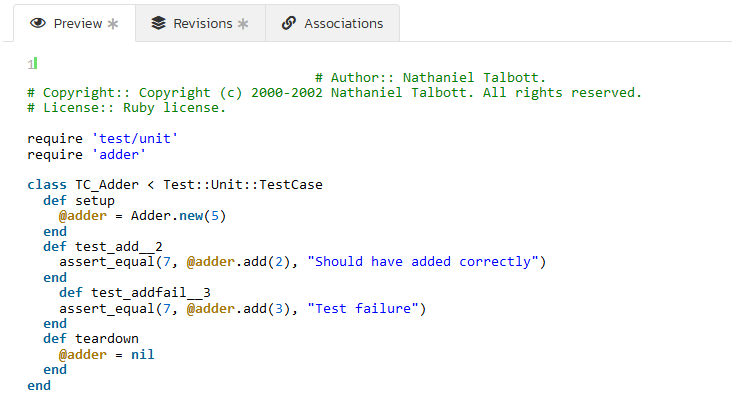 Preview * Revisions * Associations
1
# Author:: Nathaniel Talbott.
# Copyright:: Copyright (c) 2000-2002 Nathaniel Talbott. All rights reserved.
# License:: Ruby license.
require 'test/unit'
require 'adder'
class TC_Adder < Test::Unit::TestCase
def setup
@adder = Adder.new(5)
end
def test_add__2
assert_equal(7, @adder.add(2), "Should have added correctly")
end
def test_addfail__3
assert_equal(7, @adder.add(3), "Test failure")
end
def teardown
@adder = nil
end
end